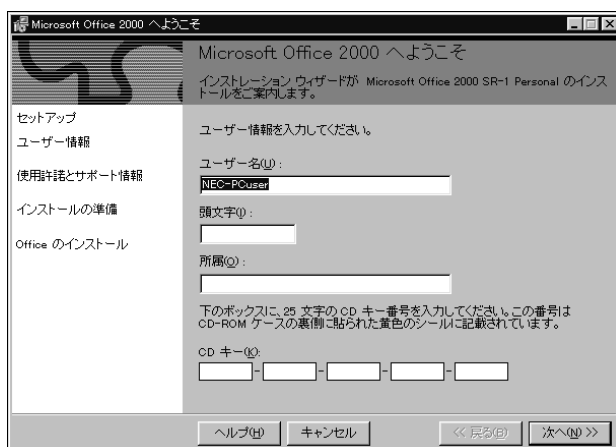 Microsoft Office 2000 へようこそ
Microsoft Office 2000 へようこそ
インストレーション ウィザードが Microsoft Office 2000 SR-1 Personal のインス
トールをご案内します。
セットアップ
ユーザー情報
使用許諾とサポート情報
インストールの準備
Office のインストール
ユーザー情報を入力してください。
ユーザー名(U) :
NEC-PCuser
頭文字(I) :
所属(O) :
下のボックスに、25 文字の CD キー番号を入力してください。この番号は
CD-ROM ケースの裏側に貼られた黄色のシールに記載されています。
CD キー(K):
- - - -
ヘルプ(H) キャンセル << 戻る(B) 次へ(N) >>